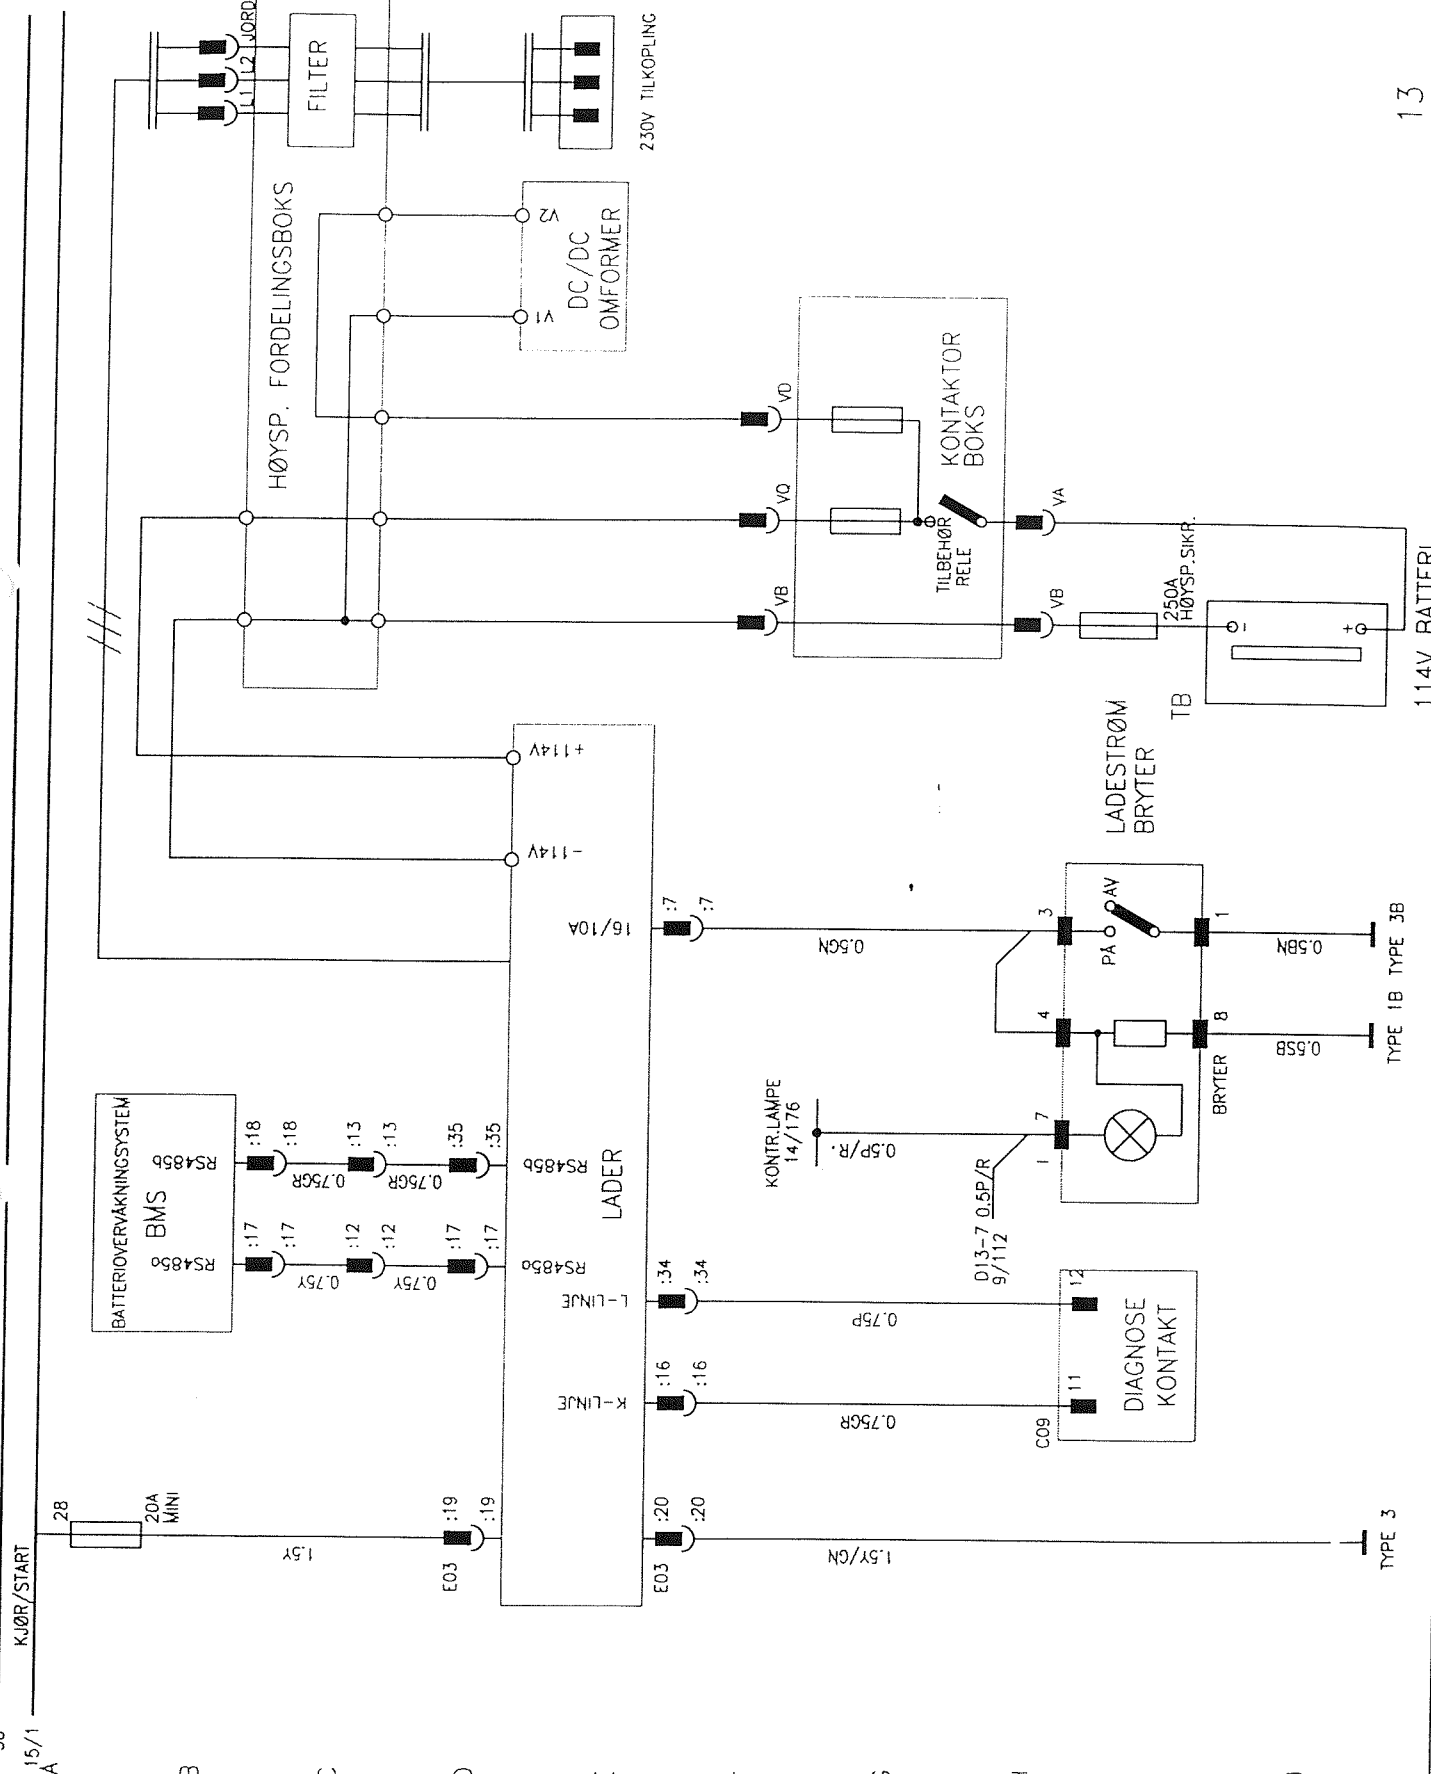 15/1
A
KJØR/START
28
20A
MINI
1.5Y
E03
:19
:19
BATTERIOVERVÅKNINGSYSTEM
BMS
RS485a
RS485b
:17
:17
0.75Y
:12
:12
0.75Y
:17
:17
:18
:18
0.75GR
:13
:13
0.75GR
:35
:35
RS485a
RS485b
LADER
K-LINJE
L-LINJE
16/10A
-114V
+114V
E03
:20
:20
1.5Y/GN
TYPE 3
:16
:16
0.75GR
:34
:34
0.75P
C09
11
12
DIAGNOSE
KONTAKT
KONTR.LAMPE
14/176
0.5P/R.
D13-7 0.5P/R
9/112
:7
:7
0.5GN
1
7
4
3
PÅ
AV
LADESTRØM
BRYTER
BRYTER
8
1
0.5SB
0.5BN
TYPE 1B TYPE 3B
L1
L2
JORD
FILTER
230V TILKOPLING
HØYSP. FORDELINGSBOKS
V1
V2
DC/DC
OMFORMER
VB
VQ
VD
KONTAKTOR
BOKS
TILBEHØR
RELE
VB
VA
250A
HØYSP.SIKR.
TB
-
+
114V BATTERI
13
B
C